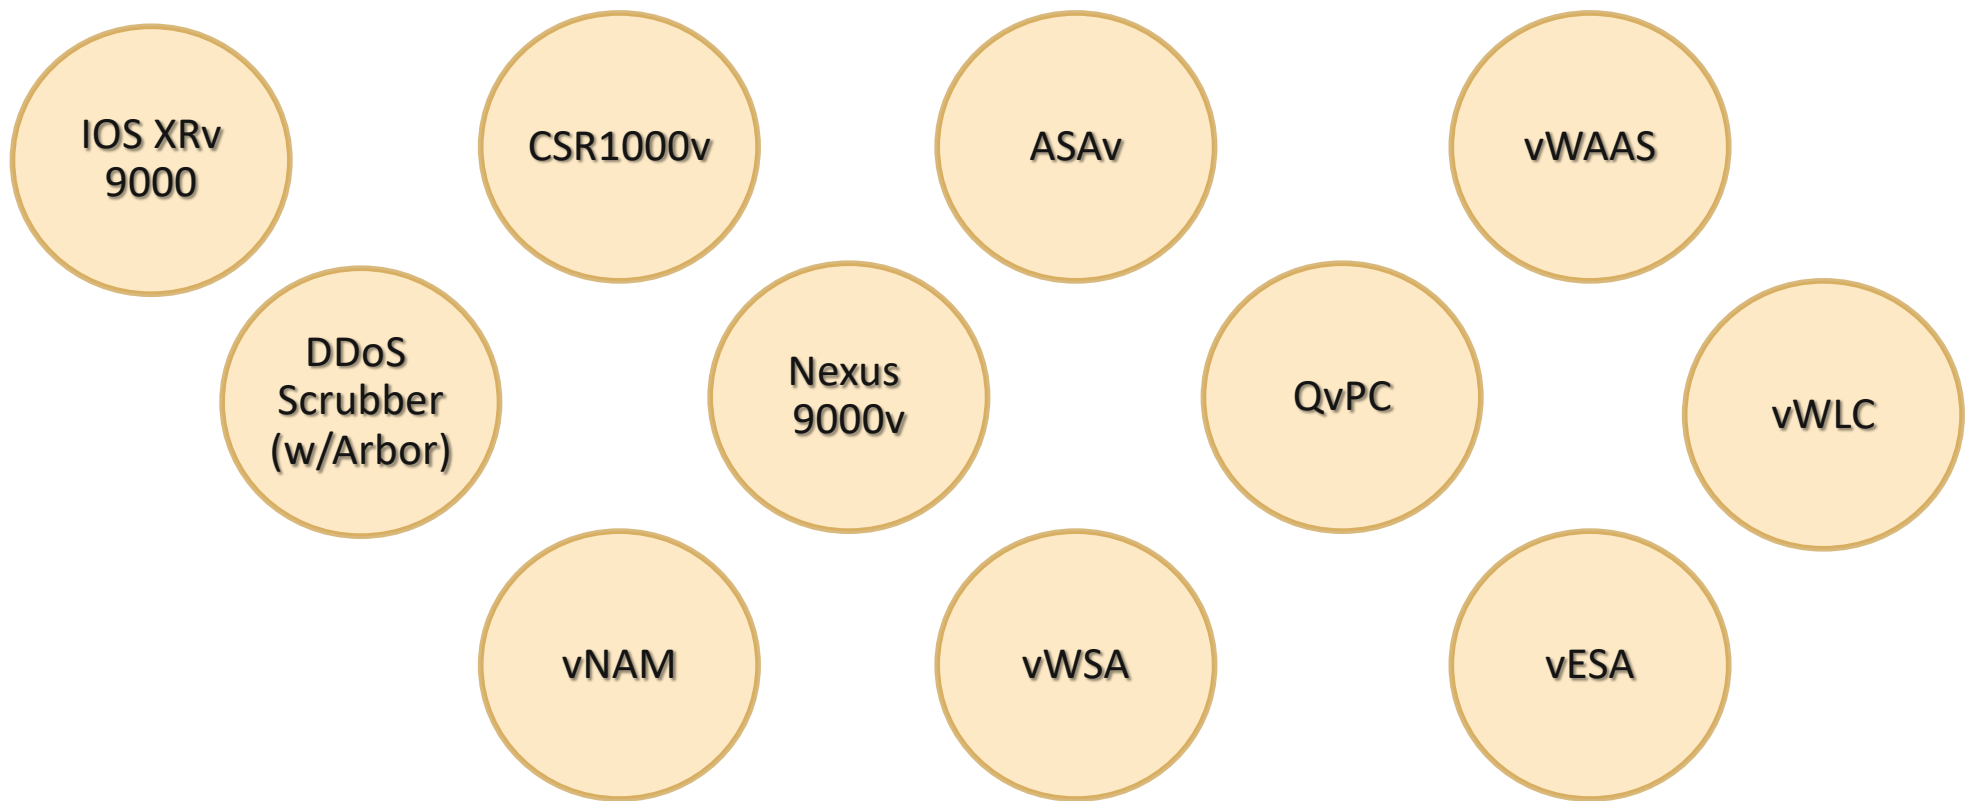 IOS XRv
9000
CSR1000v
ASAv
vWAAS
DDoS
Scrubber
(w/Arbor)
Nexus
9000v
QvPC
vWLC
vNAM
vWSA
vESA